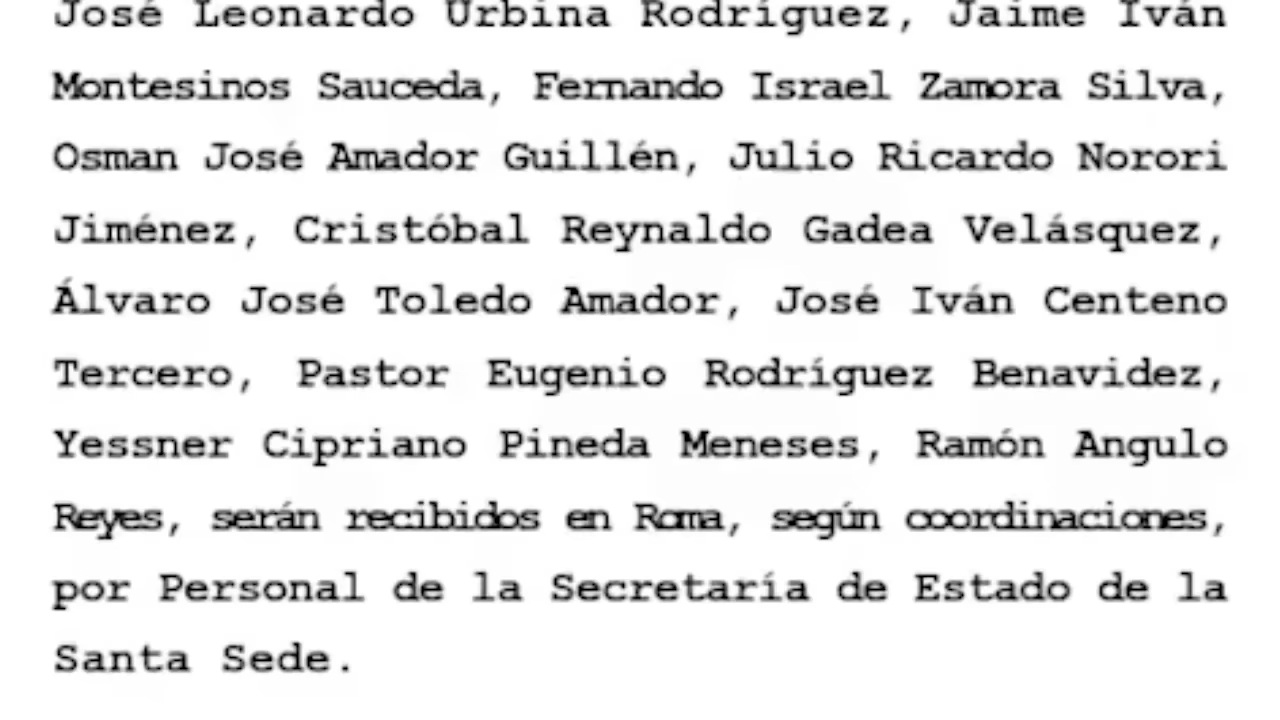 José Leonardo Urbina Rodríguez, Jaime Iván
Montesinos Sauceda, Fernando Israel Zamora Silva,
Osman José Amador Guillén, Julio Ricardo Norori
Jiménez, Cristóbal Reynaldo Gadea Velásquez,
Álvaro José Toledo Amador, José Iván Centeno
Tercero, Pastor Eugenio Rodríguez Benavidez,
Yessner Cipriano Pineda Meneses, Ramón Angulo
Reyes, serán recibidos en Roma, según coordinaciones,
por Personal de la Secretaría de Estado de la
Santa Sede.